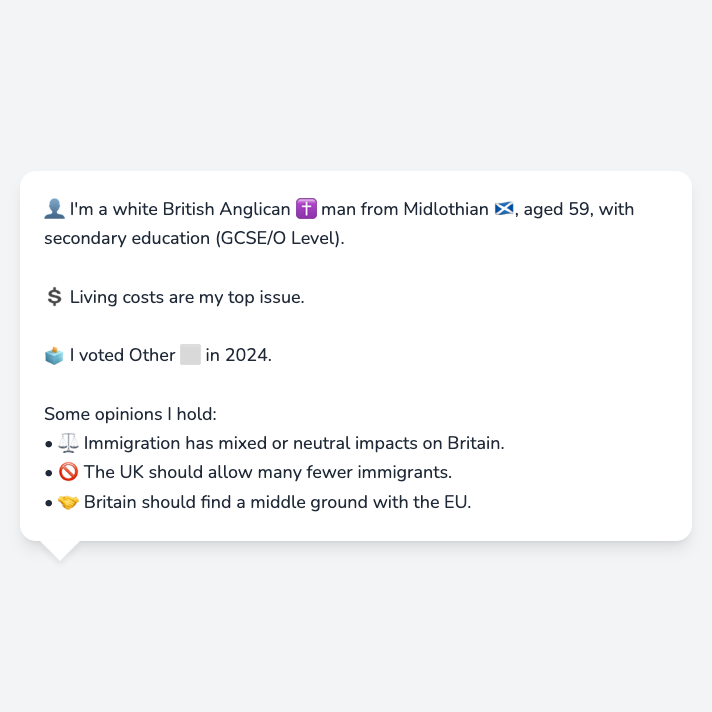 👤 I'm a white British Anglican ✝️ man from Midlothian 🏴󠁧󠁢󠁳󠁣󠁴󠁿, aged 59, with
secondary education (GCSE/O Level).
💲 Living costs are my top issue.
🗳️ I voted Other ⬜ in 2024.
Some opinions I hold:
• ⚖️ Immigration has mixed or neutral impacts on Britain.
• 🚫 The UK should allow many fewer immigrants.
• 🤝 Britain should find a middle ground with the EU.